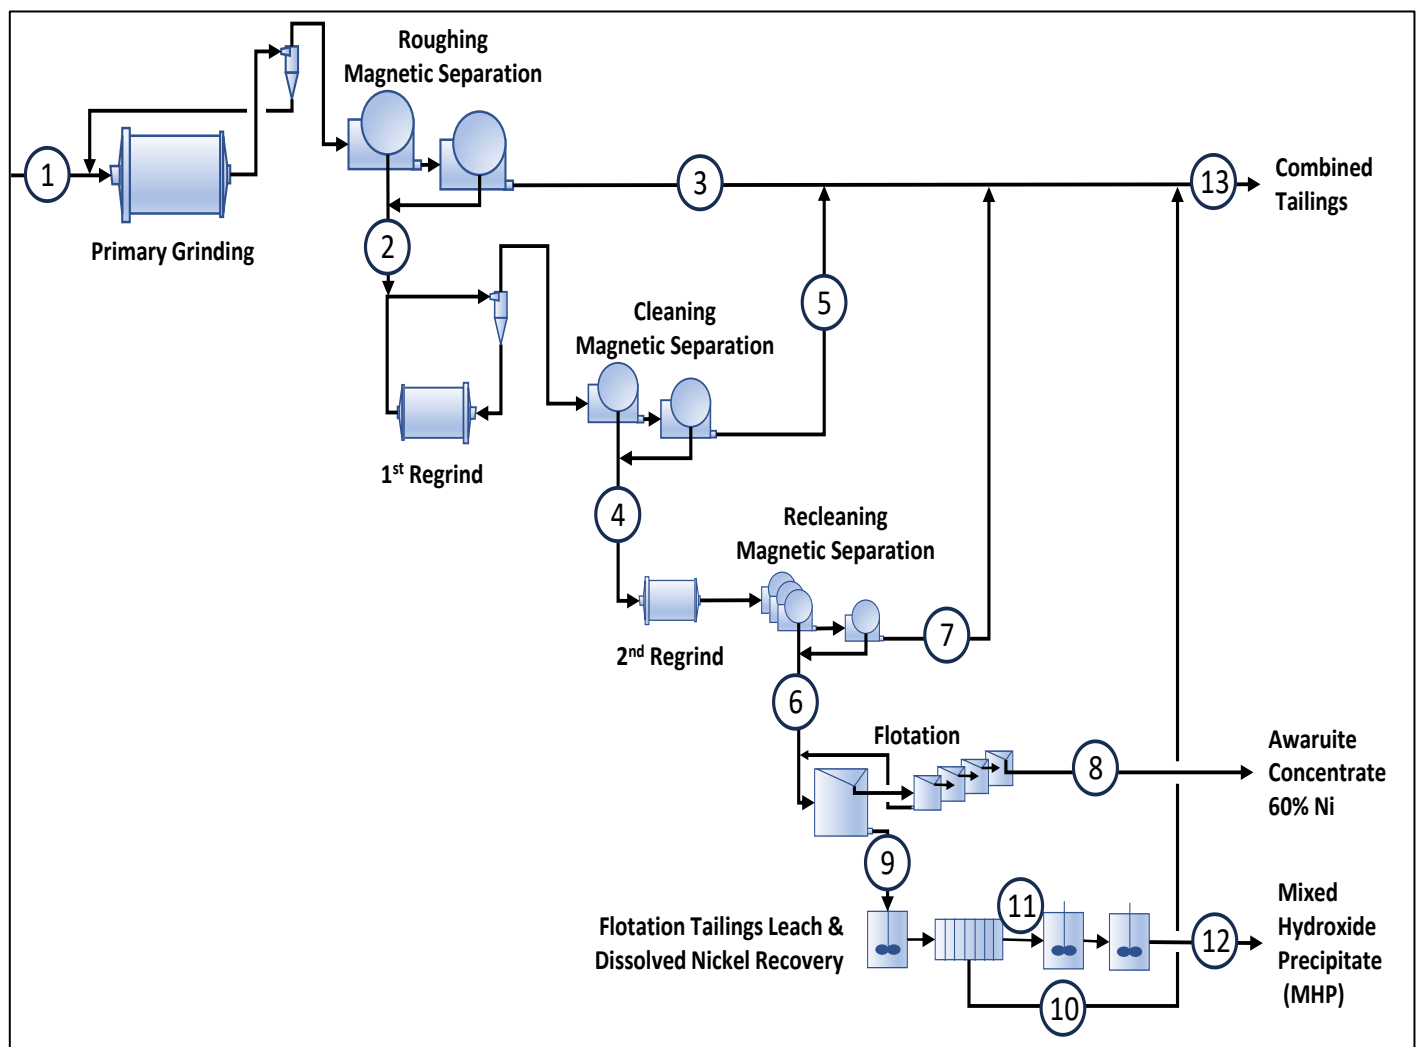 Roughing
Magnetic Separation
1
Primary Grinding
3
13
Combined
Tailings
2
Cleaning
Magnetic Separation
5
1st Regrind
4
Recleaning
Magnetic Separation
2nd Regrind
7
6
Flotation
8
Awaruite
Concentrate
60% Ni
9
Flotation Tailings Leach &
Dissolved Nickel Recovery
11
10
12
Mixed
Hydroxide
Precipitate
(MHP)